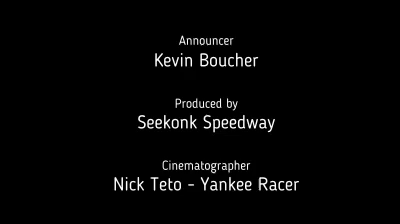 Announcer
Kevin Boucher
Produced by
Seekonk Speedway
Cinematographer
Nick Teto - Yankee Racer